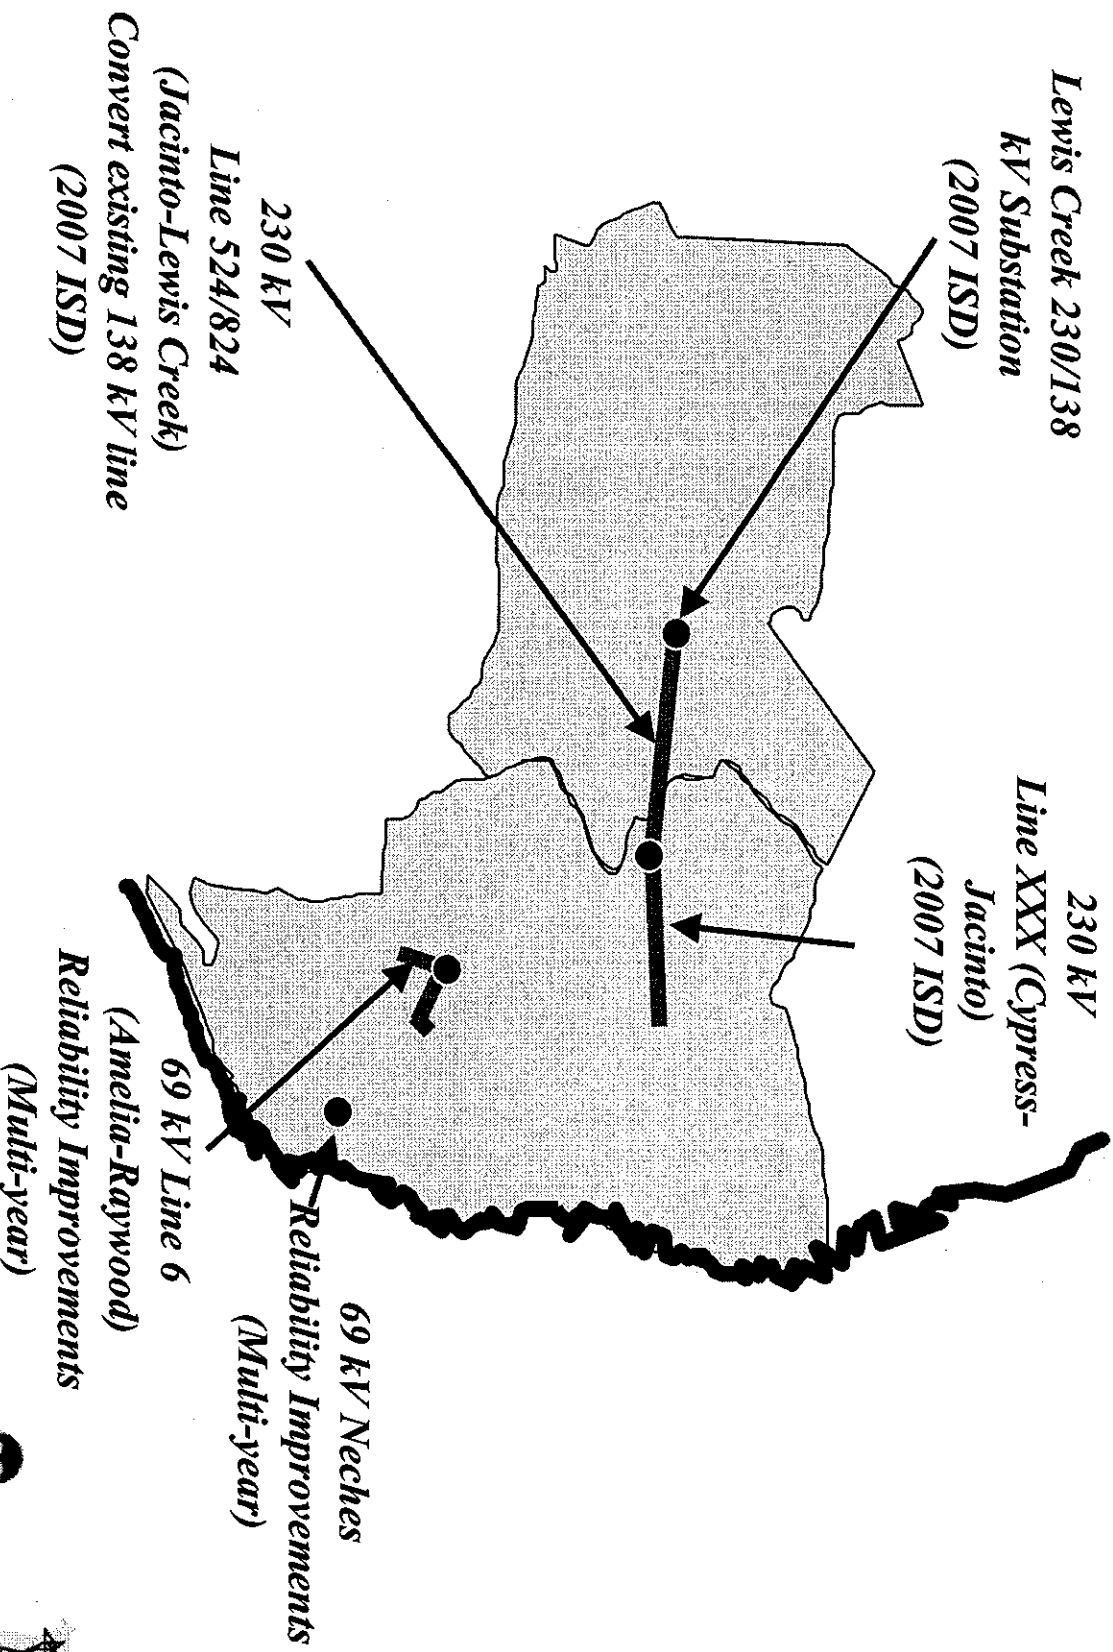 Lewis Creek 230/138
kV Substation
(2007 ISD)
230 kV
Line XXX (Cypress-
Jacinto)
(2007 ISD)
230 kV
Line 524/824
(Jacinto-Lewis Creek)
Convert existing 138 kV line
(2007 ISD)
69 kV Neches
Reliability Improvements
(Multi-year)
69 kV Line 6
(Amelia-Raywood)
Reliability Improvements
(Multi-year)